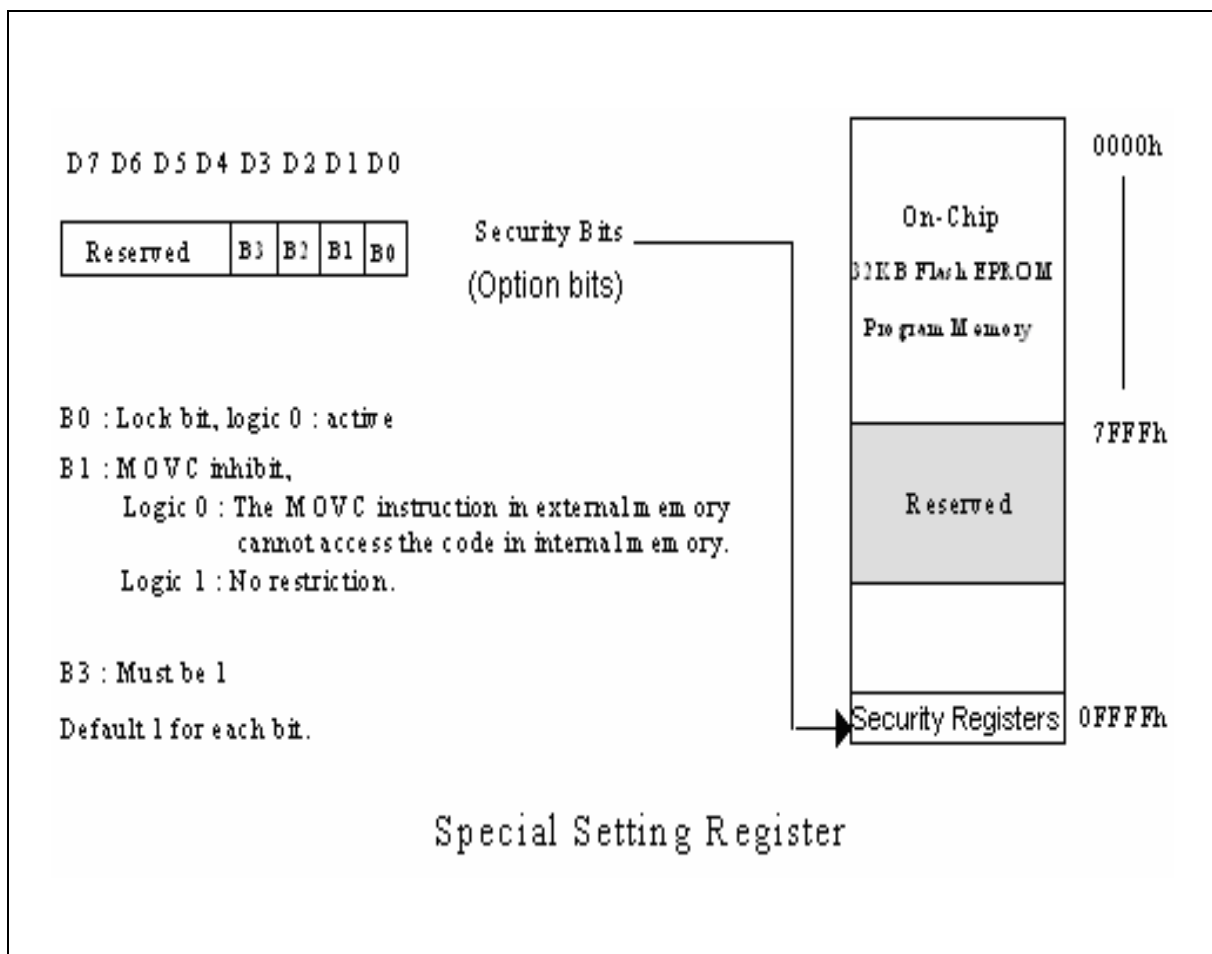 D7 D6 D5 D4 D3 D2 D1 D0
Reserved B3 B2 B1 B0
Security Bits
(Option bits)
B0 : Lock bit, logic 0 : active
B1 : MOVC inhibit,
Logic 0 : The MOVC instruction in external memory
cannot access the code in internal memory.
Logic 1 : No restriction.
B3 : Must be 1
Default 1 for each bit.
0000h
On-Chip
32KB Flash EPROM
Program Memory
7FFFh
Reserved
Security Registers 0FFFFh
Special Setting Register